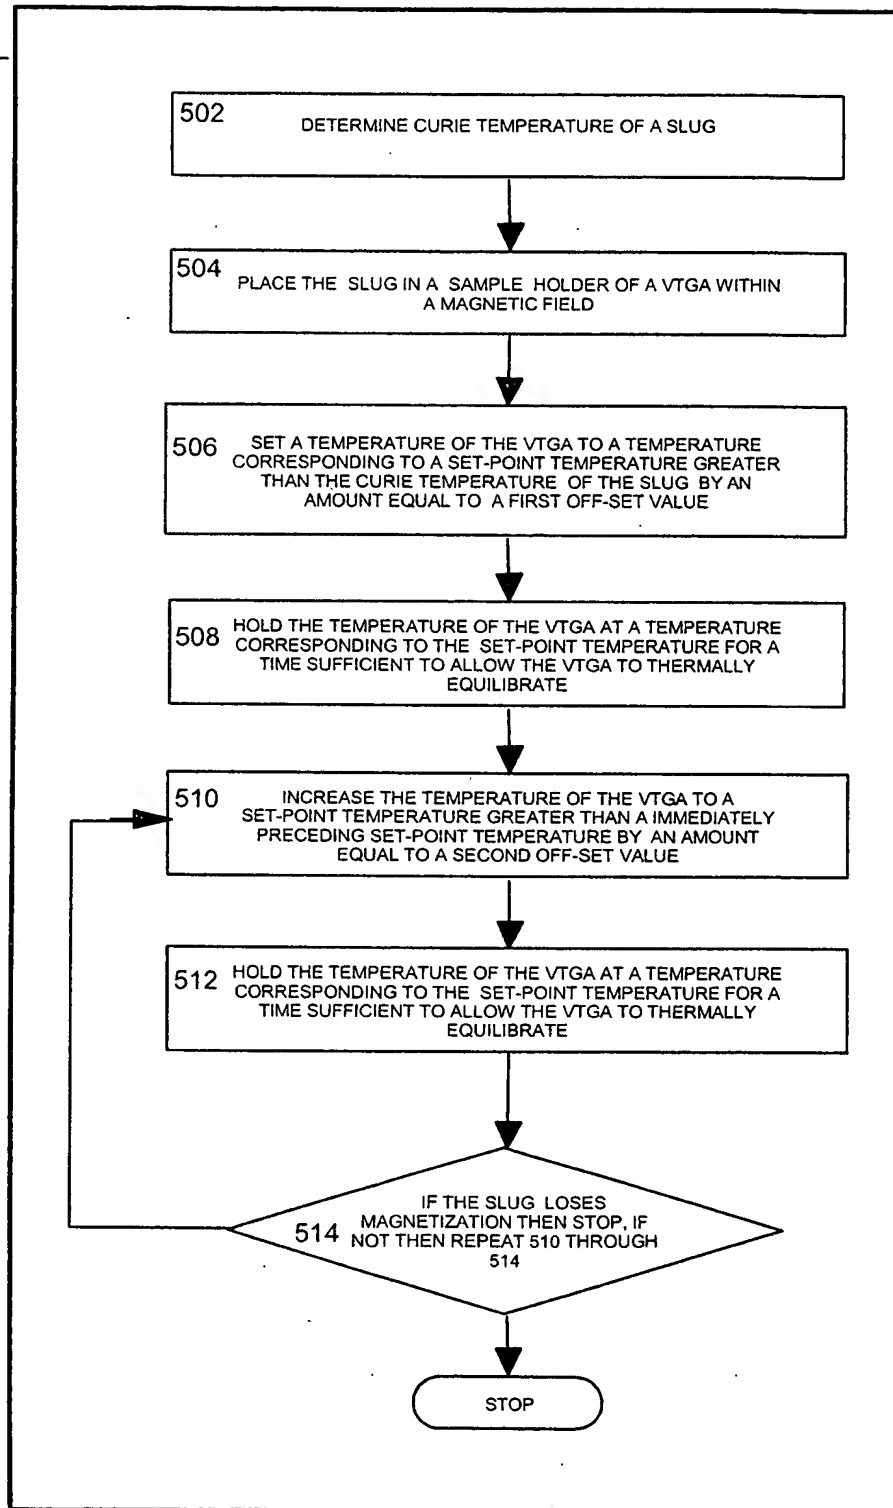 502
DETERMINE CURIE TEMPERATURE OF A SLUG
504
PLACE THE SLUG IN A SAMPLE HOLDER OF A VTGA WITHIN
A MAGNETIC FIELD
506
SET A TEMPERATURE OF THE VTGA TO A TEMPERATURE
CORRESPONDING TO A SET-POINT TEMPERATURE GREATER
THAN THE CURIE TEMPERATURE OF THE SLUG BY AN
AMOUNT EQUAL TO A FIRST OFF-SET VALUE
508
HOLD THE TEMPERATURE OF THE VTGA AT A TEMPERATURE
CORRESPONDING TO THE SET-POINT TEMPERATURE FOR A
TIME SUFFICIENT TO ALLOW THE VTGA TO THERMALLY
EQUILIBRATE
510
INCREASE THE TEMPERATURE OF THE VTGA TO A
SET-POINT TEMPERATURE GREATER THAN A IMMEDIATELY
PRECEDING SET-POINT TEMPERATURE BY AN AMOUNT
EQUAL TO A SECOND OFF-SET VALUE
512
HOLD THE TEMPERATURE OF THE VTGA AT A TEMPERATURE
CORRESPONDING TO THE SET-POINT TEMPERATURE FOR A
TIME SUFFICIENT TO ALLOW THE VTGA TO THERMALLY
EQUILIBRATE
514
IF THE SLUG LOSES
MAGNETIZATION THEN STOP, IF
NOT THEN REPEAT 510 THROUGH
514
STOP